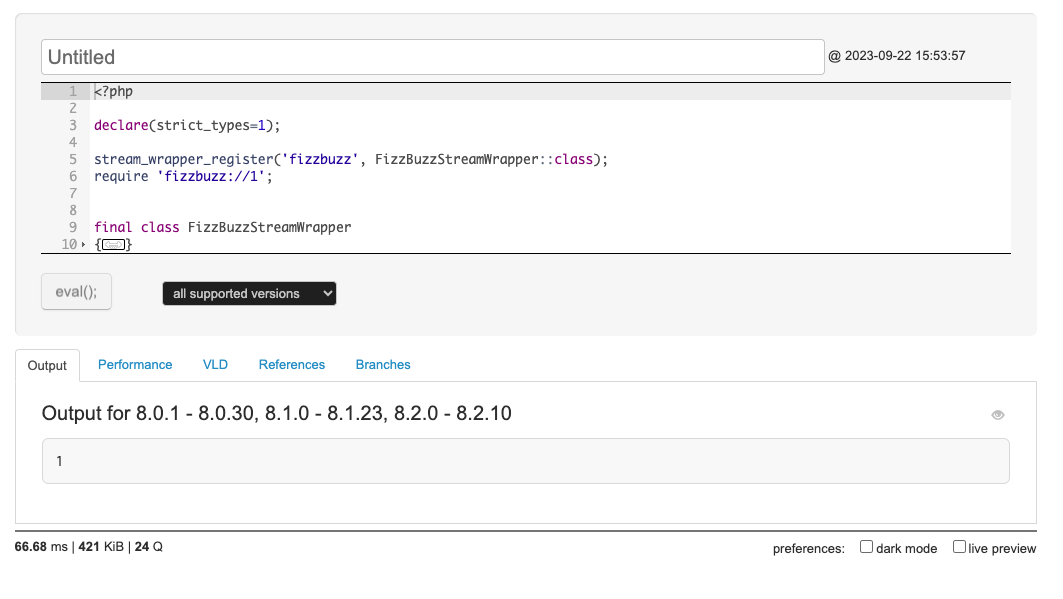 Untitled
@ 2023-09-22 15:53:57
1 <?php
2
3 declare(strict_types=1);
4
5 stream_wrapper_register('fizzbuzz', FizzBuzzStreamWrapper::class);
6 require 'fizzbuzz://1';
7
8
9 final class FizzBuzzStreamWrapper
10 {}
eval();
all supported versions
Output Performance VLD References Branches
Output for 8.0.1 - 8.0.30, 8.1.0 - 8.1.23, 8.2.0 - 8.2.10
1
66.68 ms | 421 KiB | 24 Q
preferences: dark mode live preview